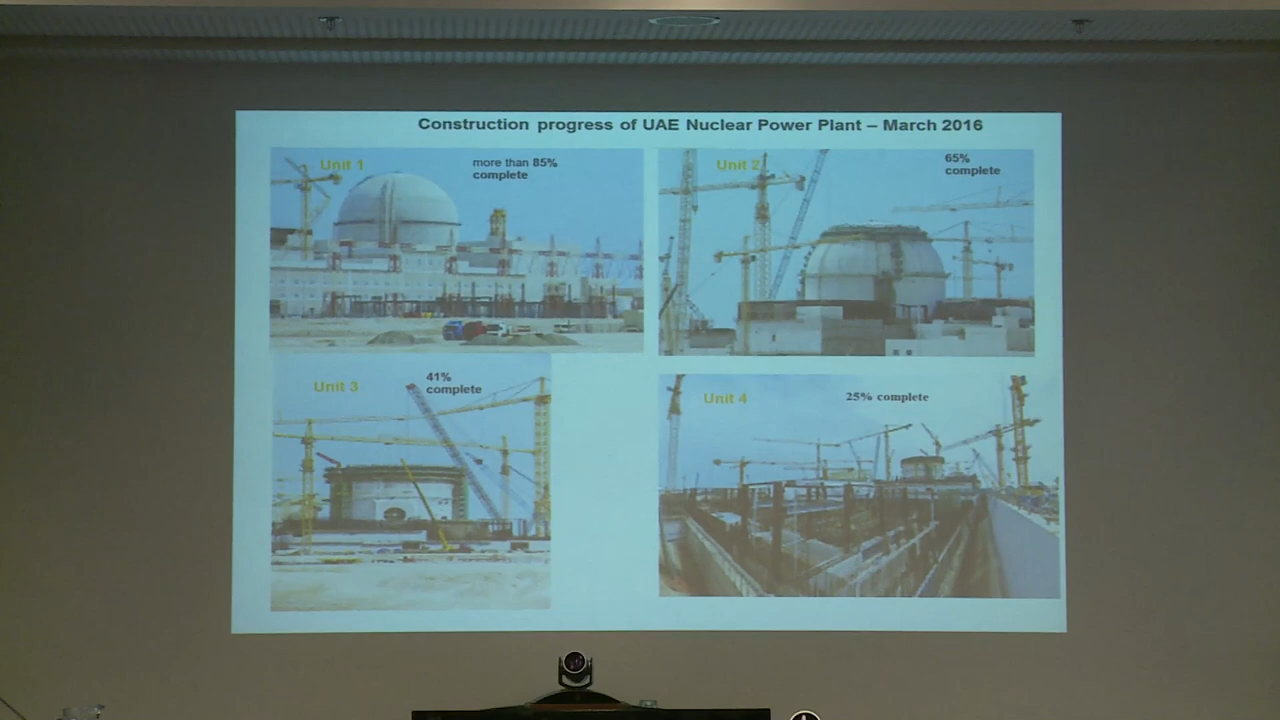 Construction progress of UAE Nuclear Power Plant – March 2016
Unit 1
more than 85%
complete
Unit 2
65%
complete
Unit 3
41%
complete
Unit 4
25% complete